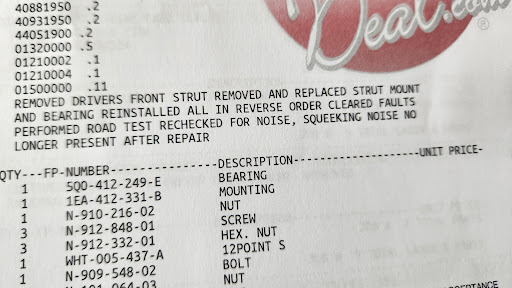 Deal.com®
40881950 .2
40931950 .2
44051900 .2
01320000 .5
01210002 .1
01210004 .1
01500000 .11
REMOVED DRIVERS FRONT STRUT REMOVED AND REPLACED STRUT MOUNT
AND BEARING REINSTALLED ALL IN REVERSE ORDER CLEARED FAULTS
PERFORMED ROAD TEST RECHECKED FOR NOISE, SQUEEKING NOISE NO
LONGER PRESENT AFTER REPAIR
QTY---FP-NUMBER---------------DESCRIPTION------------------UNIT PRICE-
1 5Q0-412-249-E BEARING
1 1EA-412-331-B MOUNTING
1 N-910-216-02 NUT
3 N-912-848-01 SCREW
3 N-912-332-01 HEX. NUT
1 WHT-005-437-A 12POINT S
1 N-909-548-02 BOLT
NUT